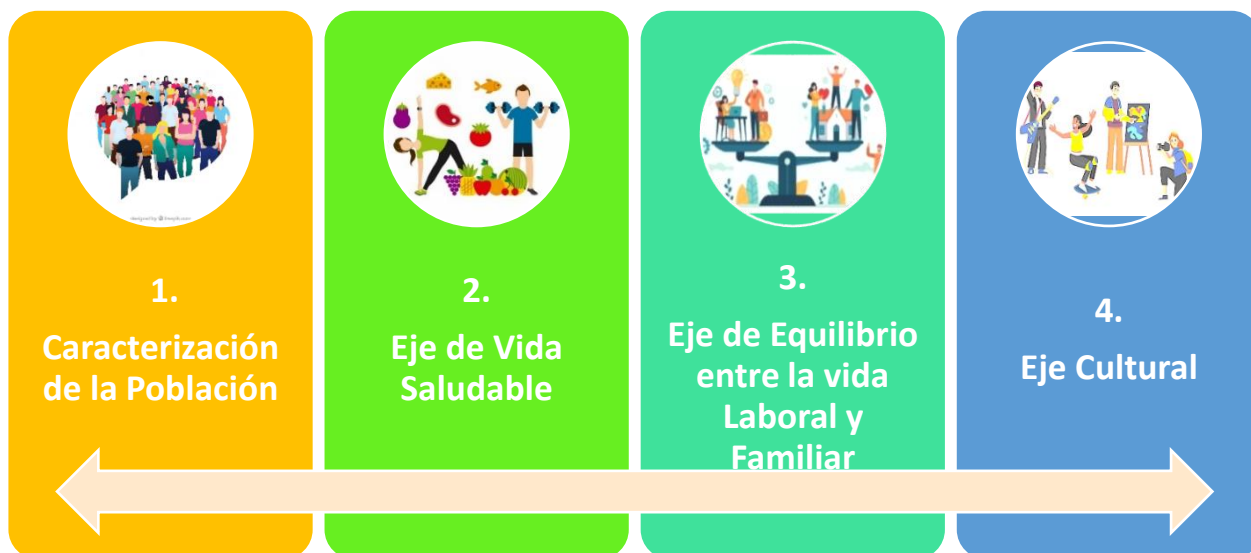 1.
Caracterización
de la Población
2.
Eje de Vida
Saludable
3.
Eje de Equilibrio
entre la vida
Laboral y
Familiar
4.
Eje Cultural